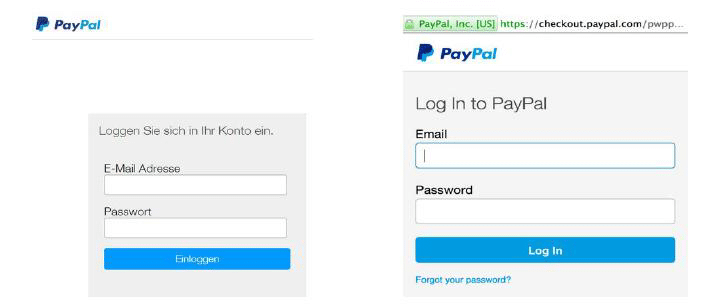 PayPal
Loggen Sie sich in Ihr Konto ein.
E-Mail Adresse
Passwort
Einloggen
PayPal, Inc. [US] https://checkout.paypal.com/pwpp...
PayPal
Log In to PayPal
Email
Password
Log In
Forgot your password?